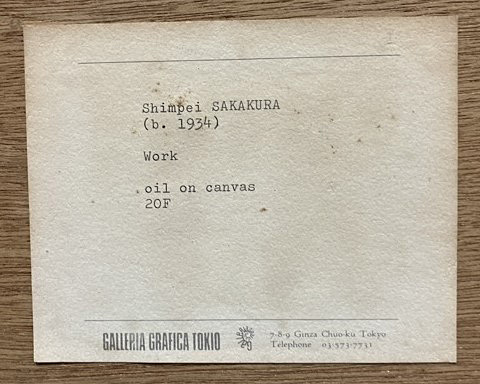 Shimpei SAKAKURA
(b. 1934)
Work
oil on canvas
20F
GALLERIA GRAFICA TOKIO
7-8-9 Ginza Chuo-ku Tokyo
Telephone 03-573-7731